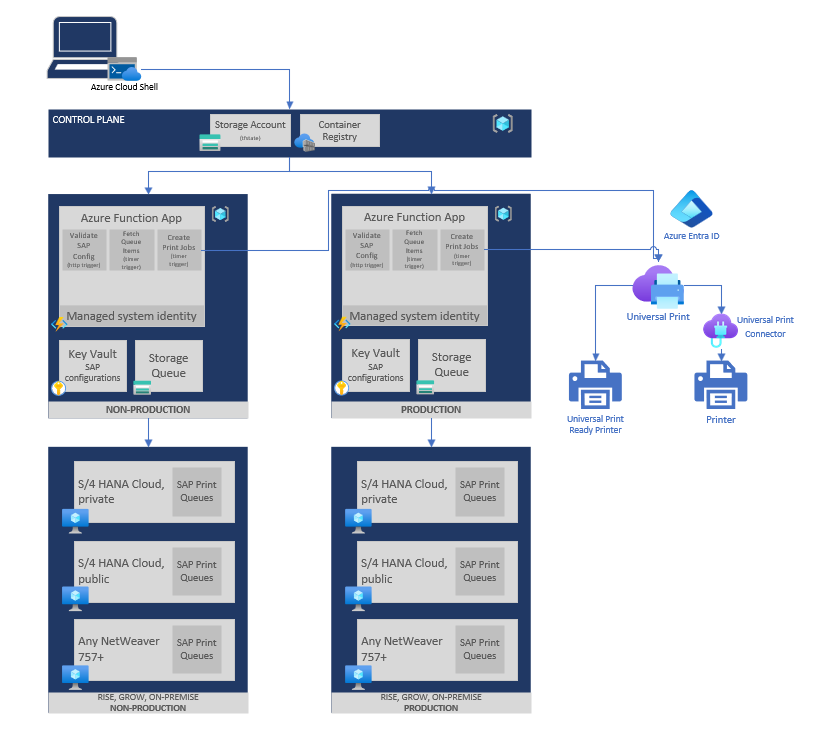 Azure Cloud Shell
CONTROL PLANE
Storage Account
(tfstate)
Container
Registry
Azure Function App
Validate
SAP
Config
(http trigger)
Fetch
Queue
Items
(timer
trigger)
Create
Print Jobs
(timer
trigger)
Managed system identity
Key Vault
SAP
configurations
Storage
Queue
NON-PRODUCTION
Azure Function App
Validate
SAP
Config
(http trigger)
Fetch
Queue
Items
(timer
trigger)
Create
Print Jobs
(timer
trigger)
Managed system identity
Key Vault
SAP
configurations
Storage
Queue
PRODUCTION
Azure Entra ID
Universal Print
Universal Print
Connector
Universal Print
Ready Printer
Printer
S/4 HANA Cloud,
private
SAP Print
Queues
S/4 HANA Cloud,
public
SAP Print
Queues
Any NetWeaver
757+
SAP Print
Queues
RISE, GROW, ON-PREMISE
NON-PRODUCTION
S/4 HANA Cloud,
private
SAP Print
Queues
S/4 HANA Cloud,
public
SAP Print
Queues
Any NetWeaver
757+
SAP Print
Queues
RISE, GROW, ON-PREMISE
PRODUCTION